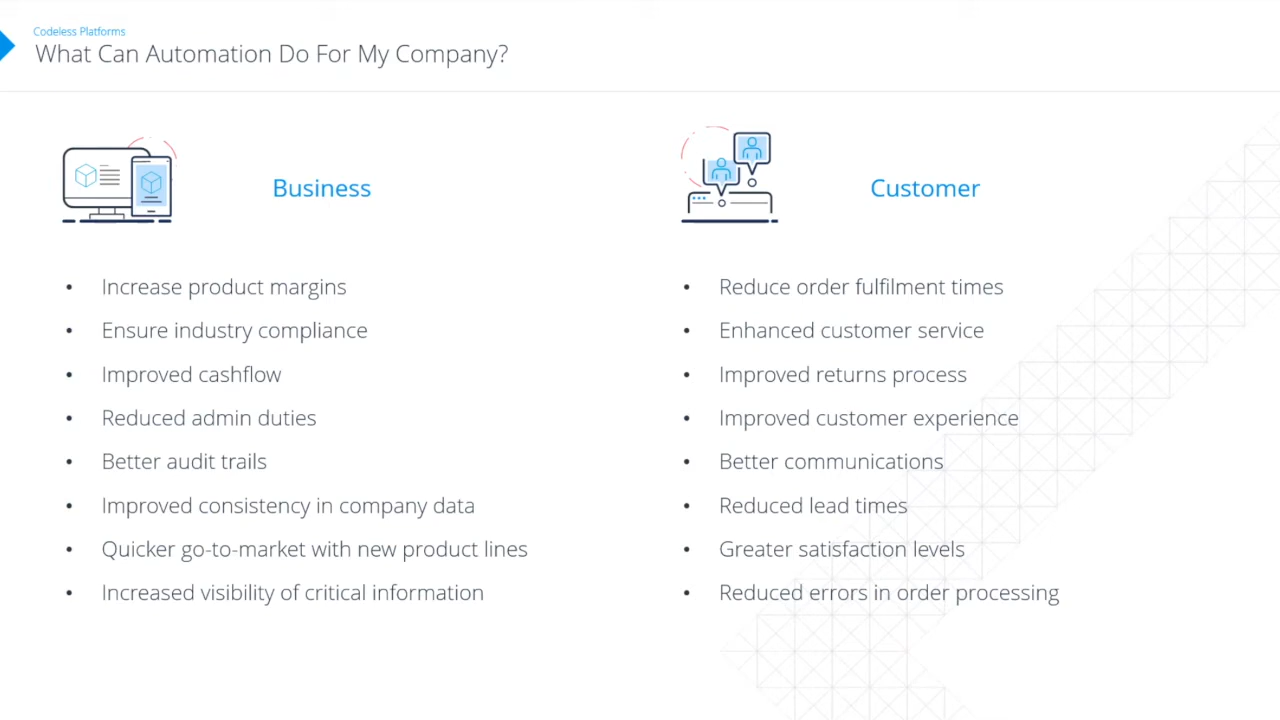 Codeless Platforms
What Can Automation Do For My Company?
Business
• Increase product margins
• Ensure industry compliance
• Improved cashflow
• Reduced admin duties
• Better audit trails
• Improved consistency in company data
• Quicker go-to-market with new product lines
• Increased visibility of critical information
Customer
• Reduce order fulfilment times
• Enhanced customer service
• Improved returns process
• Improved customer experience
• Better communications
• Reduced lead times
• Greater satisfaction levels
• Reduced errors in order processing